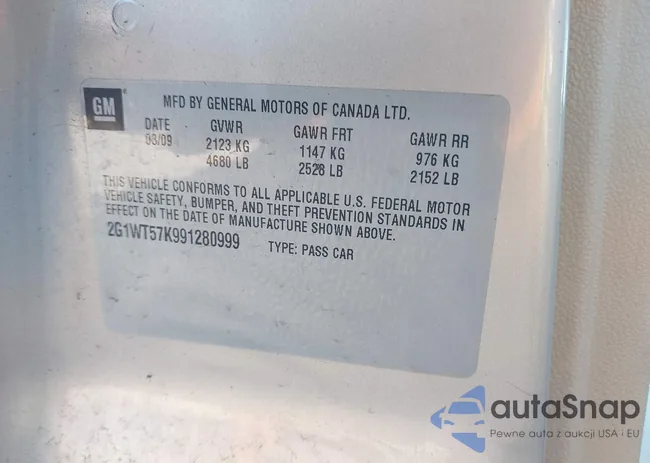 GM
MFD BY GENERAL MOTORS OF CANADA LTD.
DATE GVWR GAWR FRT GAWR RR
03/09 2123 KG 1147 KG 976 KG
4680 LB 2528 LB 2152 LB
THIS VEHICLE CONFORMS TO ALL APPLICABLE U.S. FEDERAL MOTOR
VEHICLE SAFETY, BUMPER, AND THEFT PREVENTION STANDARDS IN
EFFECT ON THE DATE OF MANUFACTURE SHOWN ABOVE.
2G1WT57K991280999 TYPE: PASS CAR
autaSnap
Pewne auta z aukcji USA i EU